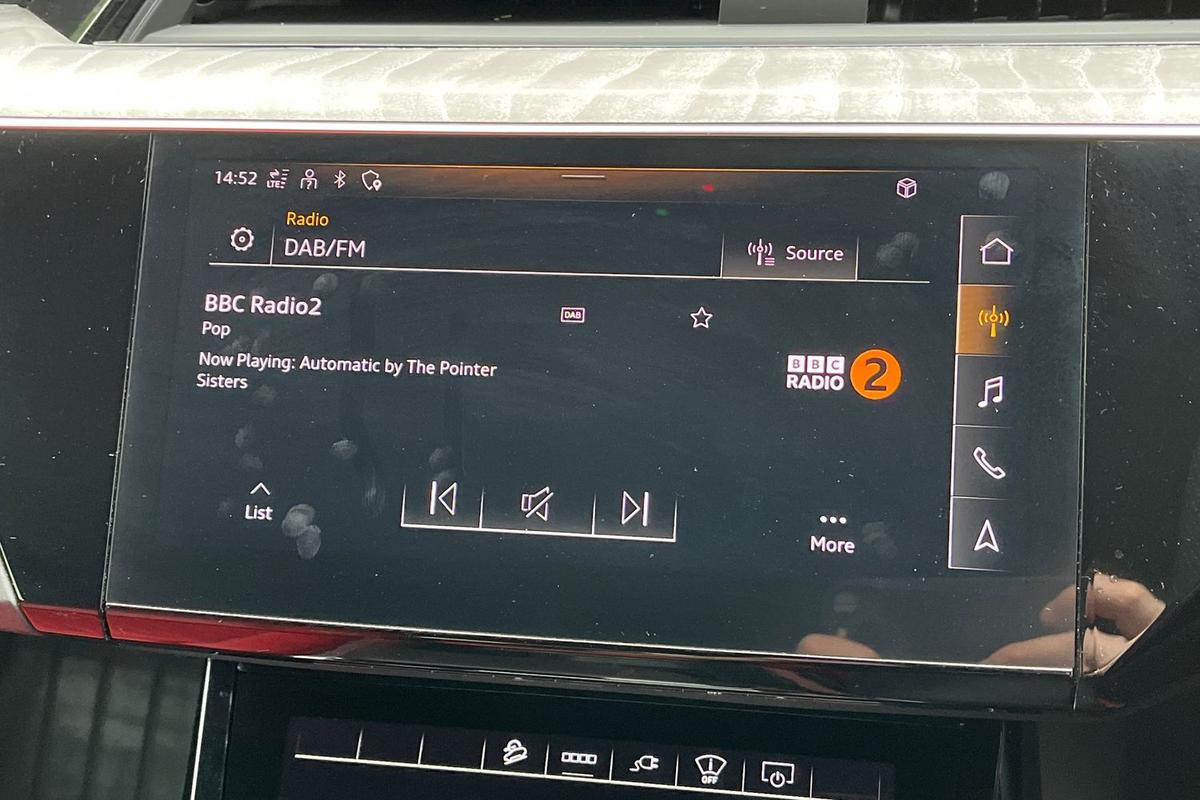 14:52
LTE
Radio
DAB/FM
Source
BBC Radio2
DAB
Pop
Now Playing: Automatic by The Pointer
Sisters
BBC
RADIO 2
List
More
OFF